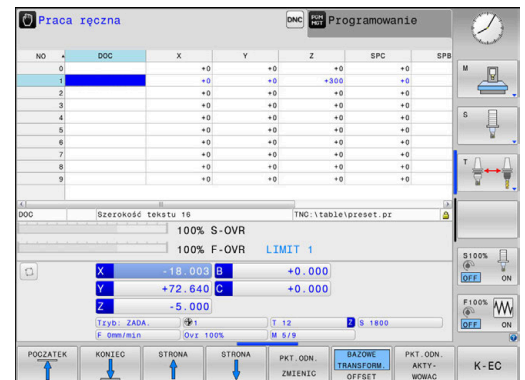 Praca ręczna DNC PGM MGT Programowanie
NO DOC X Y Z SPC SPB
0 +0 +0 +0 +0
1 +0 +0 +300 +0
2 +0 +0 +0 +0
3 +0 +0 +0 +0
4 +0 +0 +0 +0
5 +0 +0 +0 +0
6 +0 +0 +0 +0
7 +0 +0 +0 +0
8 +0 +0 +0 +0
9 +0 +0 +0 +0
DOC Szerokość tekstu 16 TNC:\table\preset.pr
100% S-OVR
100% F-OVR LIMIT 1
X -18.003 B +0.000
Y +72.640 C +0.000
Z -5.000
Tryb: ZADA. 1 T 12 Z S 1800
F 0mm/min Ovr 100% M 5/9
M
S
T
S100%
OFF ON
F100%
OFF ON
POCZATEK KONIEC STRONA STRONA PKT.ODN. ZMIENIC BAZOWE TRANSFORM. OFFSET PKT.ODN. AKTY- WOWAC K-EC